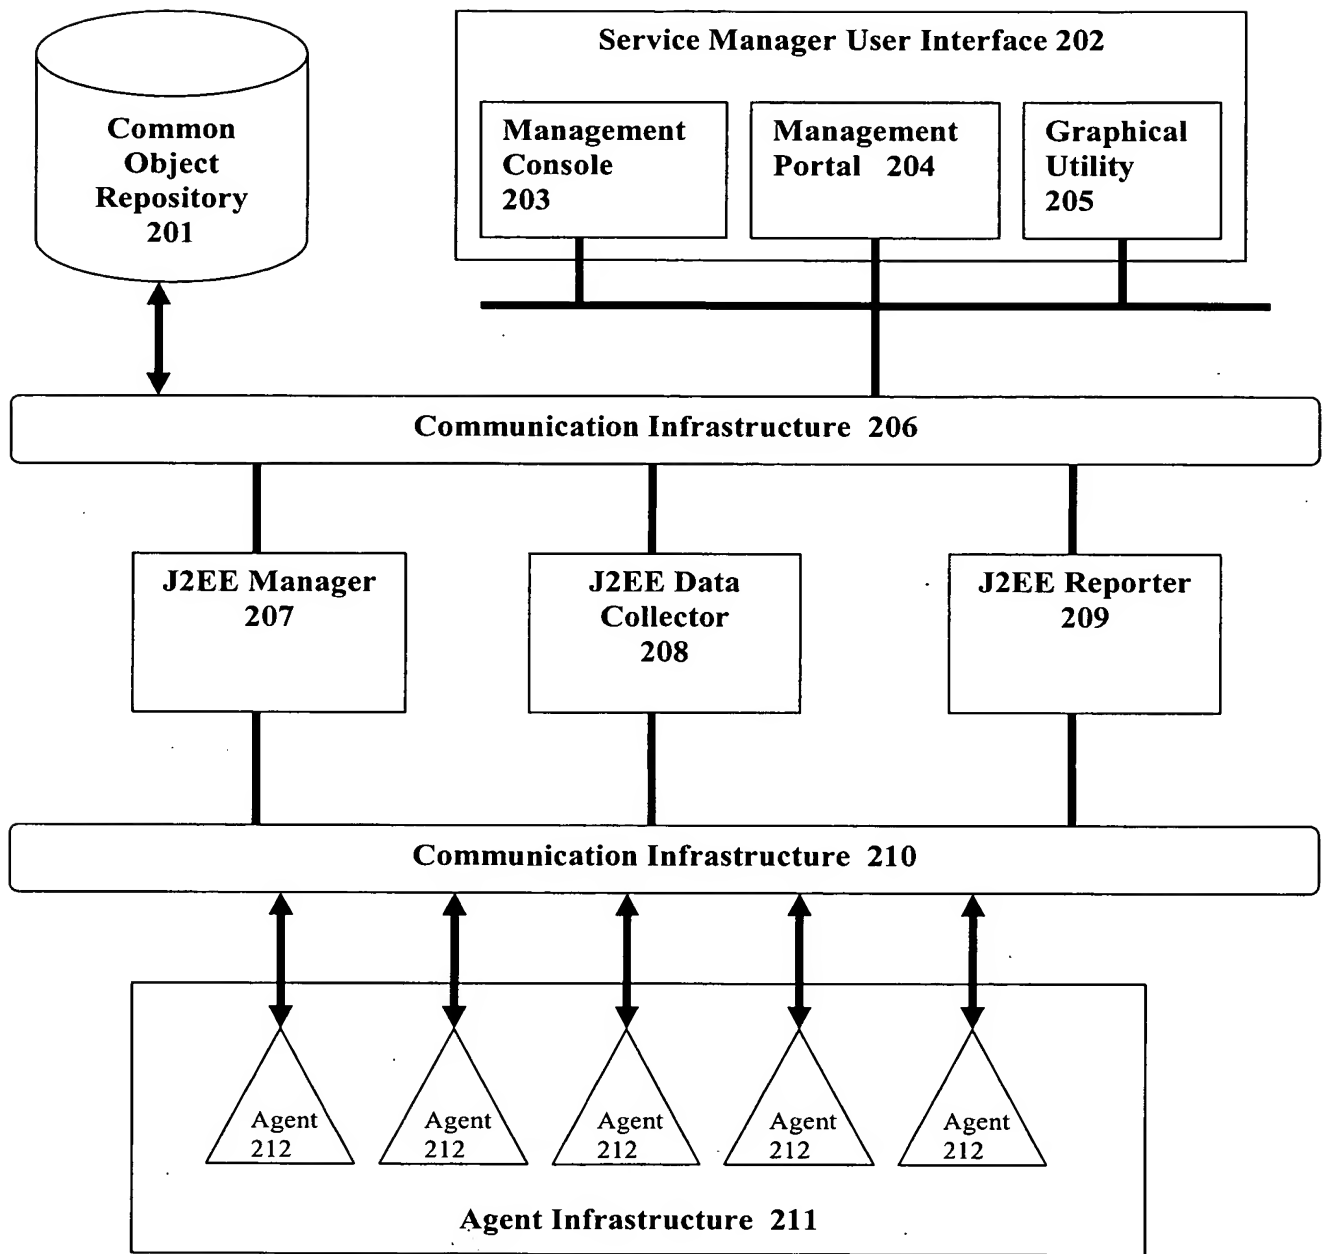 Common
Object
Repository
201
Service Manager User Interface 202
Management
Console
203
Management
Portal 204
Graphical
Utility
205
Communication Infrastructure 206
J2EE Manager
207
J2EE Data
Collector
208
J2EE Reporter
209
Communication Infrastructure 210
Agent
212
Agent
212
Agent
212
Agent
212
Agent
212
Agent Infrastructure 211